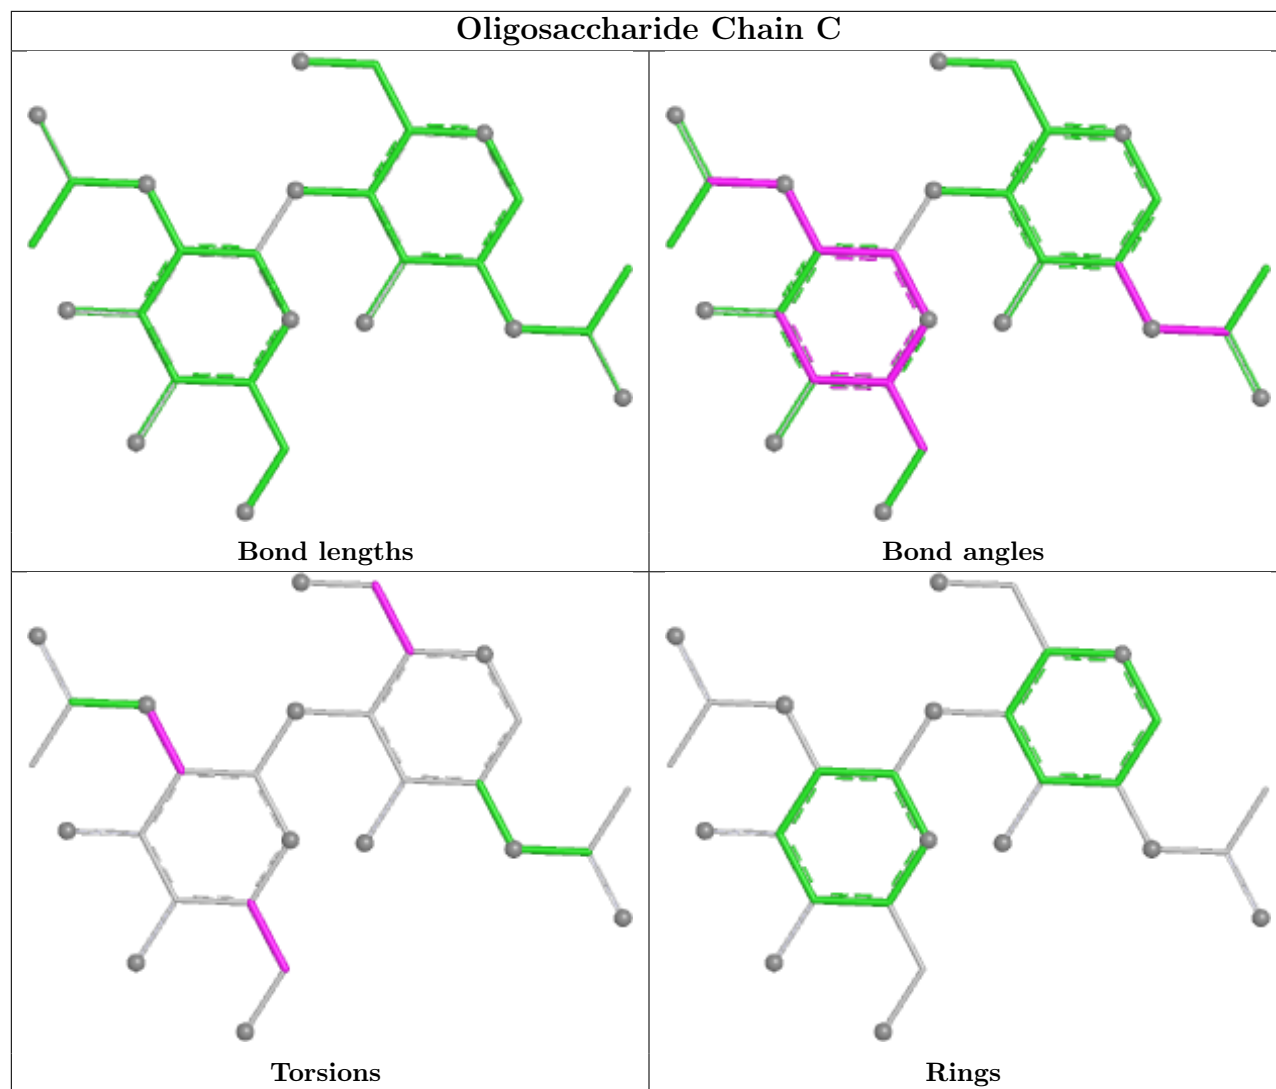 Oligosaccharide Chain C
Bond lengths
Bond angles
Torsions
Rings